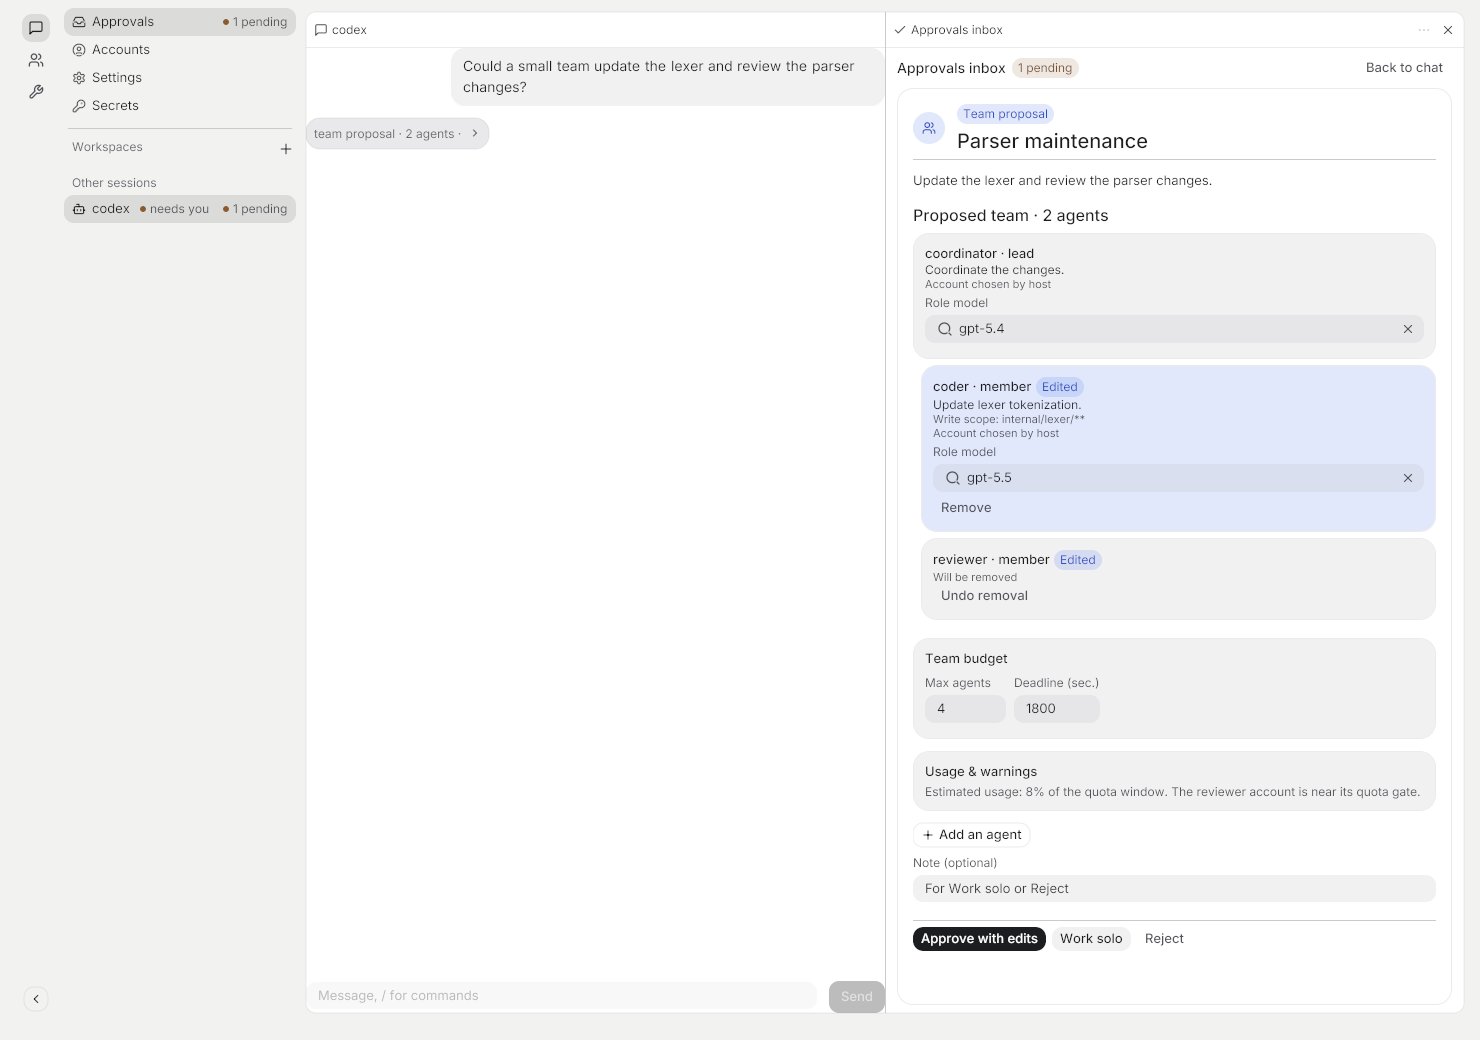 Approvals
1 pending
Accounts
Settings
Secrets
Workspaces
Other sessions
codex
needs you
1 pending
codex
Could a small team update the lexer and review the parser
changes?
team proposal · 2 agents ·
Message, / for commands
Send
Approvals inbox
Approvals inbox
1 pending
Back to chat
Team proposal
Parser maintenance
Update the lexer and review the parser changes.
Proposed team · 2 agents
coordinator · lead
Coordinate the changes.
Account chosen by host
Role model
gpt-5.4
coder · member
Edited
Update lexer tokenization.
Write scope: internal/lexer/**
Account chosen by host
Role model
gpt-5.5
Remove
reviewer · member
Edited
Will be removed
Undo removal
Team budget
Max agents
Deadline (sec.)
4
1800
Usage & warnings
Estimated usage: 8% of the quota window. The reviewer account is near its quota gate.
Add an agent
Note (optional)
For Work solo or Reject
Approve with edits
Work solo
Reject